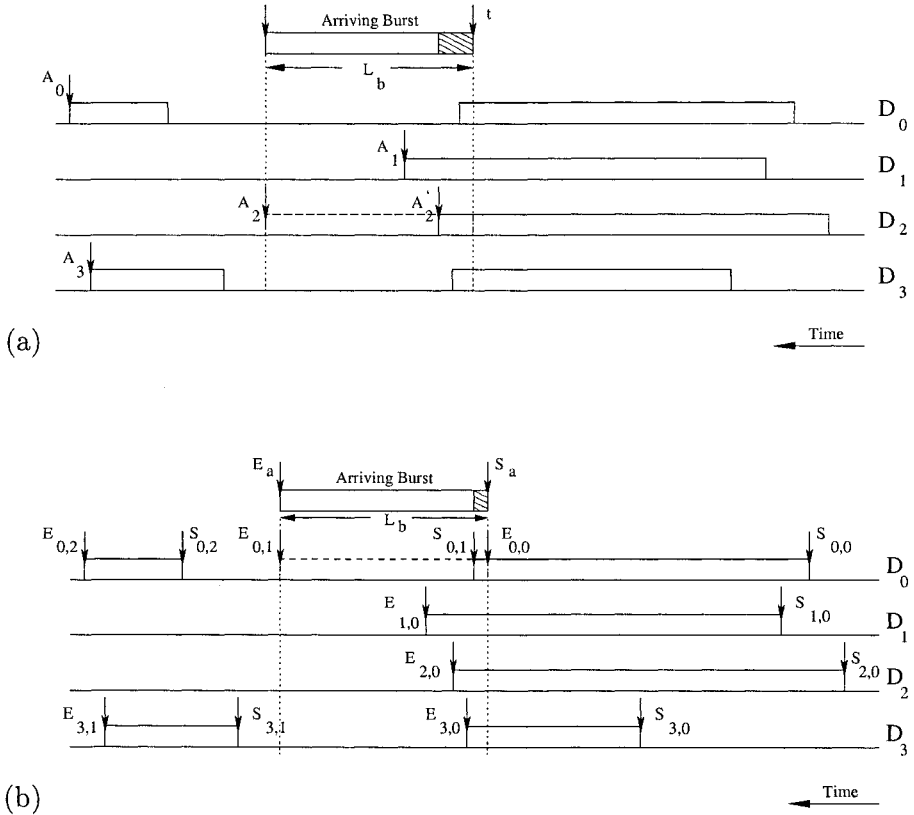 Arriving Burst
t
L b
A 0
D 0
A 1
D 1
A 2
A' 2
D 2
A 3
D 3
(a)
Time
E a
S a
Arriving Burst
L b
E 0,2
S 0,2
E 0,1
S 0,1
E 0,0
S 0,0
D 0
E 1,0
S 1,0
D 1
E 2,0
S 2,0
D 2
E 3,1
S 3,1
E 3,0
S 3,0
D 3
(b)
Time